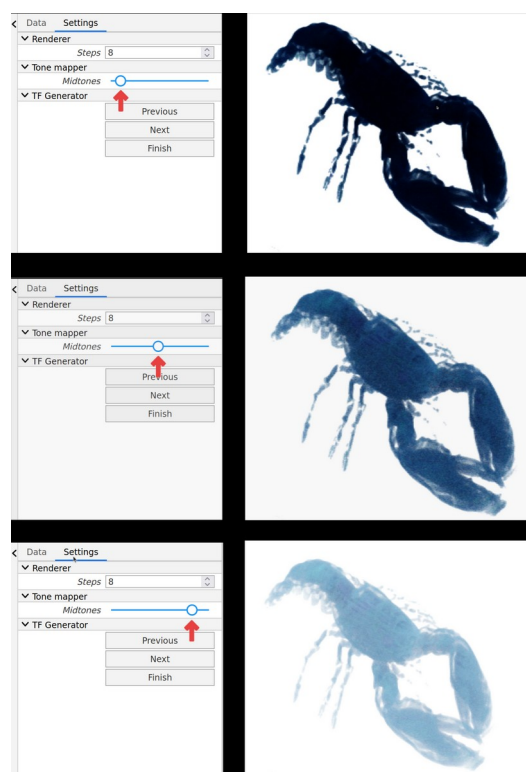 Data Settings
Renderer
Steps 8
Tone mapper
Midtones
TF Generator
Previous
Next
Finish
Data Settings
Renderer
Steps 8
Tone mapper
Midtones
TF Generator
Previous
Next
Finish
Data Settings
Renderer
Steps 8
Tone mapper
Midtones
TF Generator
Previous
Next
Finish